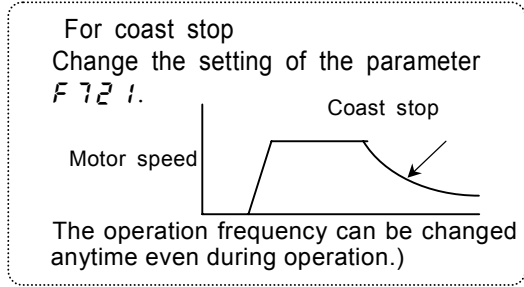 For coast stop
Change the setting of the parameter
F721.
Coast stop
Motor speed
The operation frequency can be changed
anytime even during operation.)